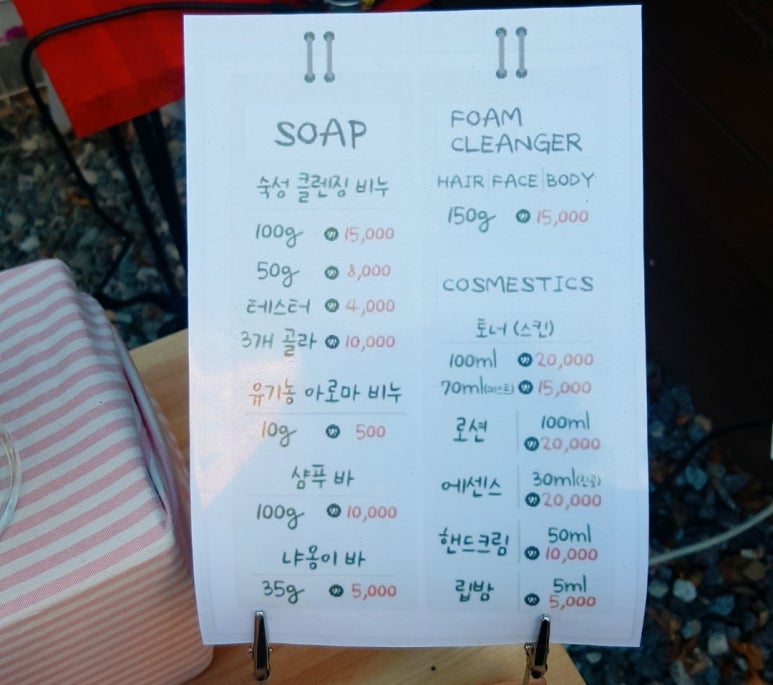 SOAP
숙성 클렌징 비누
100g 15,000
50g 8,000
테스터 4,000
3개 골라 10,000
유기농 아로마 비누
10g 500
샴푸 바
100g 10,000
냐옹이 바
35g 5,000
FOAM
CLEANGER
HAIR FACE BODY
150g 15,000
COSMESTICS
토너 (스킨)
100ml 20,000
70ml(미스트) 15,000
로션 100ml
20,000
에센스 30ml
20,000
핸드크림 50ml
10,000
립밤 5ml
5,000